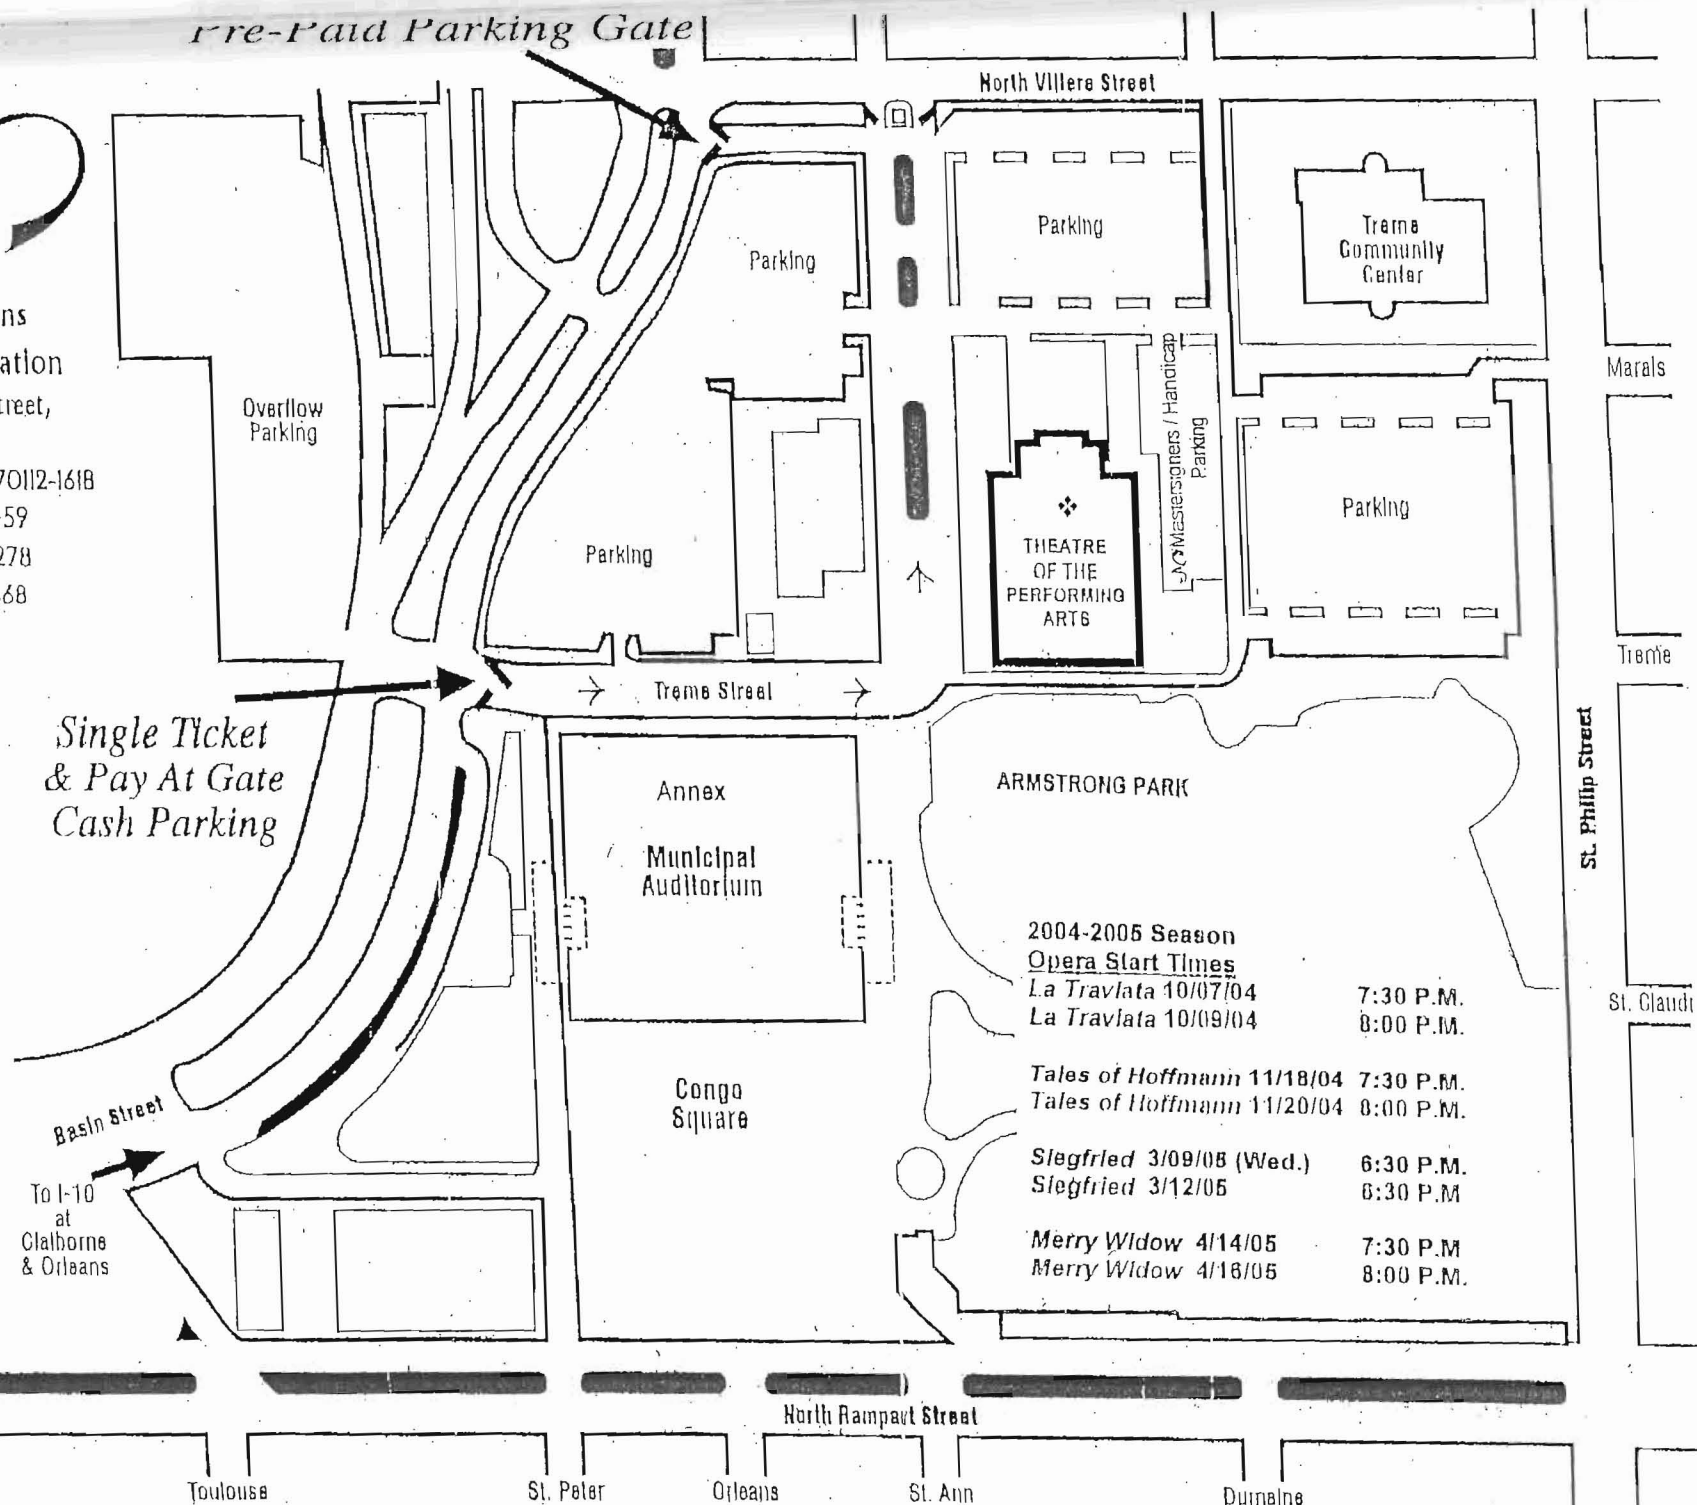 Pre-Paid Parking Gate
North Villere Street
Parking
Parking
Treme
Community
Center
ns
ation
treet,
70112-1618
-59
278
68
Overflow
Parking
Marais
Mastersigners / Handicap
Parking
Parking
Parking
THEATRE
OF THE
PERFORMING
ARTS
Treme Street
Treme
Single Ticket
& Pay At Gate
Cash Parking
Annex
Municipal
Auditorium
ARMSTRONG PARK
St. Philip Street
2004-2005 Season
Opera Start Times
La Traviata 10/07/04 7:30 P.M.
La Traviata 10/09/04 8:00 P.M.
Tales of Hoffmann 11/18/04 7:30 P.M.
Tales of Hoffmann 11/20/04 8:00 P.M.
Siegfried 3/09/05 (Wed.) 6:30 P.M.
Siegfried 3/12/05 6:30 P.M
Merry Widow 4/14/05 7:30 P.M
Merry Widow 4/16/05 8:00 P.M.
St. Claud
Congo
Square
Basin Street
To I-10
at
Claiborne
& Orleans
North Rampart Street
Toulouse
St. Peter
Orleans
St. Ann
Dumaine